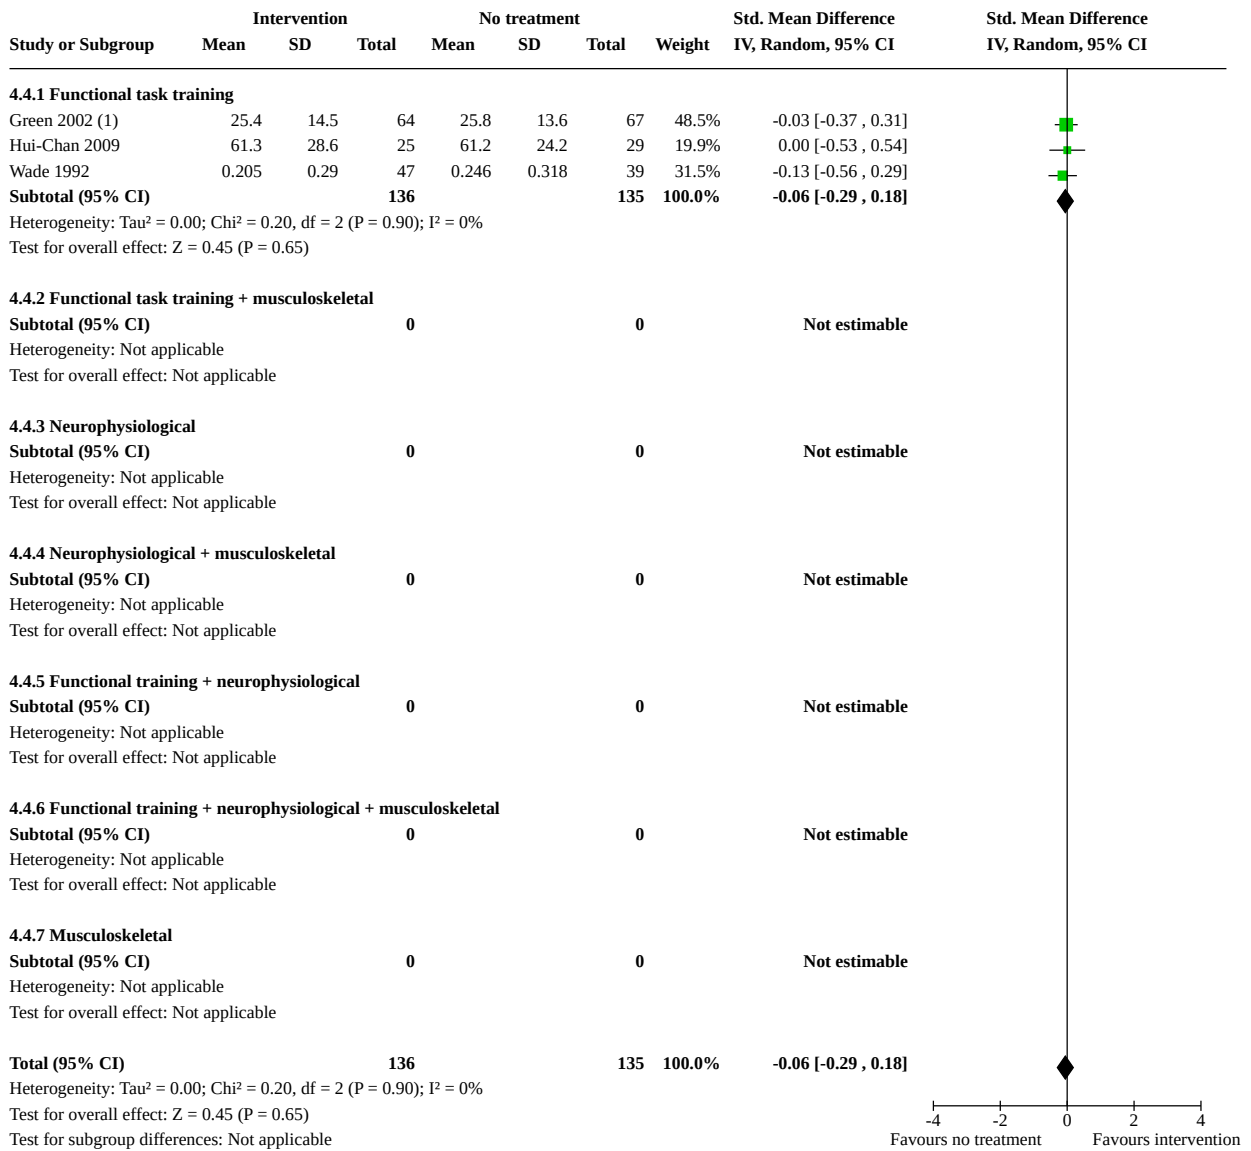 Intervention No treatment Std. Mean Difference Std. Mean Difference
Study or Subgroup Mean SD Total Mean SD Total Weight IV, Random, 95% CI IV, Random, 95% CI
4.4.1 Functional task training
Green 2002 (1) 25.4 14.5 64 25.8 13.6 67 48.5% -0.03 [-0.37 , 0.31]
Hui-Chan 2009 61.3 28.6 25 61.2 24.2 29 19.9% 0.00 [-0.53 , 0.54]
Wade 1992 0.205 0.29 47 0.246 0.318 39 31.5% -0.13 [-0.56 , 0.29]
Subtotal (95% CI) 136 135 100.0% -0.06 [-0.29 , 0.18]
Heterogeneity: Tau² = 0.00; Chi² = 0.20, df = 2 (P = 0.90); I² = 0%
Test for overall effect: Z = 0.45 (P = 0.65)
4.4.2 Functional task training + musculoskeletal
Subtotal (95% CI) 0 0 Not estimable
Heterogeneity: Not applicable
Test for overall effect: Not applicable
4.4.3 Neurophysiological
Subtotal (95% CI) 0 0 Not estimable
Heterogeneity: Not applicable
Test for overall effect: Not applicable
4.4.4 Neurophysiological + musculoskeletal
Subtotal (95% CI) 0 0 Not estimable
Heterogeneity: Not applicable
Test for overall effect: Not applicable
4.4.5 Functional training + neurophysiological
Subtotal (95% CI) 0 0 Not estimable
Heterogeneity: Not applicable
Test for overall effect: Not applicable
4.4.6 Functional training + neurophysiological + musculoskeletal
Subtotal (95% CI) 0 0 Not estimable
Heterogeneity: Not applicable
Test for overall effect: Not applicable
4.4.7 Musculoskeletal
Subtotal (95% CI) 0 0 Not estimable
Heterogeneity: Not applicable
Test for overall effect: Not applicable
Total (95% CI) 136 135 100.0% -0.06 [-0.29 , 0.18]
Heterogeneity: Tau² = 0.00; Chi² = 0.20, df = 2 (P = 0.90); I² = 0%
Test for overall effect: Z = 0.45 (P = 0.65) -4 -2 0 2 4
Test for subgroup differences: Not applicable Favours no treatment Favours intervention